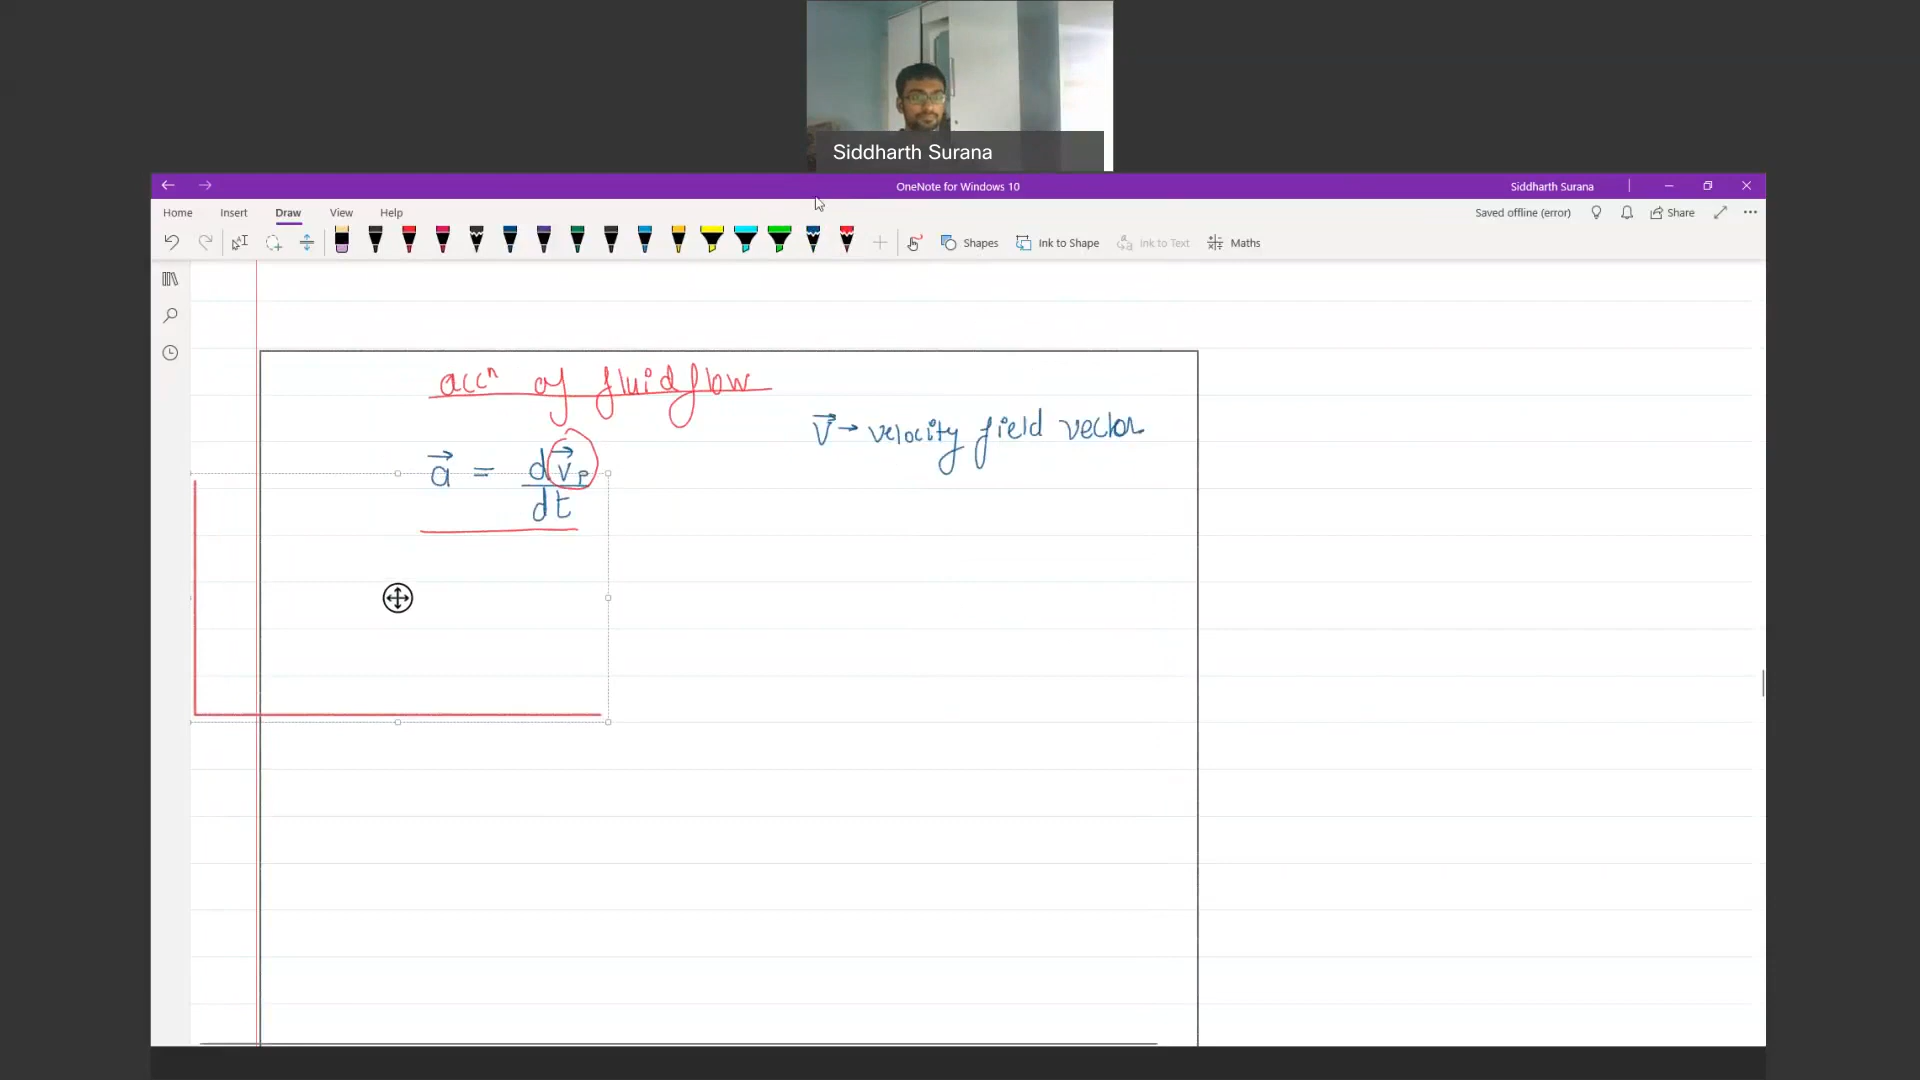 Siddharth Surana
OneNote for Windows 10
Siddharth Surana
Home Insert Draw View Help
Saved offline (error)
Share
Shapes
Ink to Shape
Ink to Text
Maths
accⁿ of fluid flow
v⃗ → velocity field vector
a⃗ = dv⃗ₚ/dt